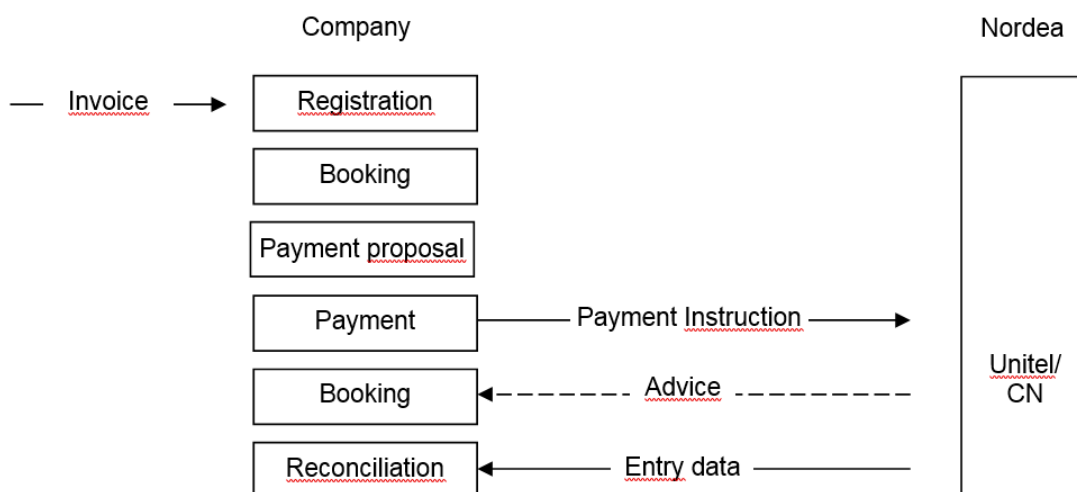 Company
Nordea
Invoice
Registration
Booking
Payment proposal
Payment
Payment Instruction
Unitel/
CN
Booking
Advice
Reconciliation
Entry data